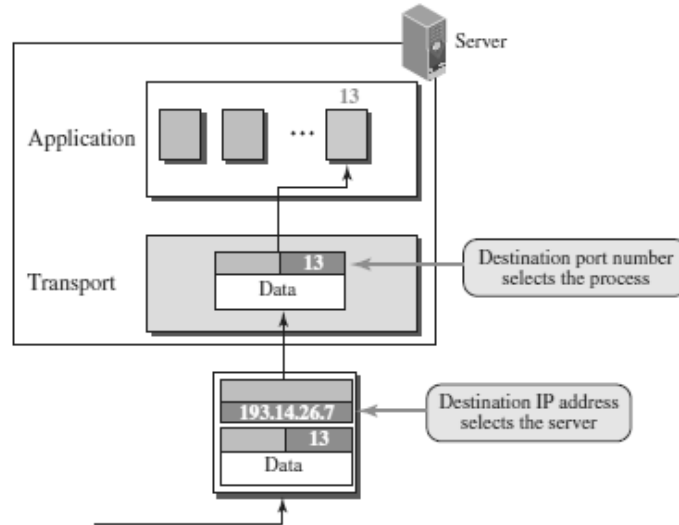 Server
13
Application
...
13
Data
Transport
Destination port number
selects the process
193.14.26.7
13
Data
Destination IP address
selects the server